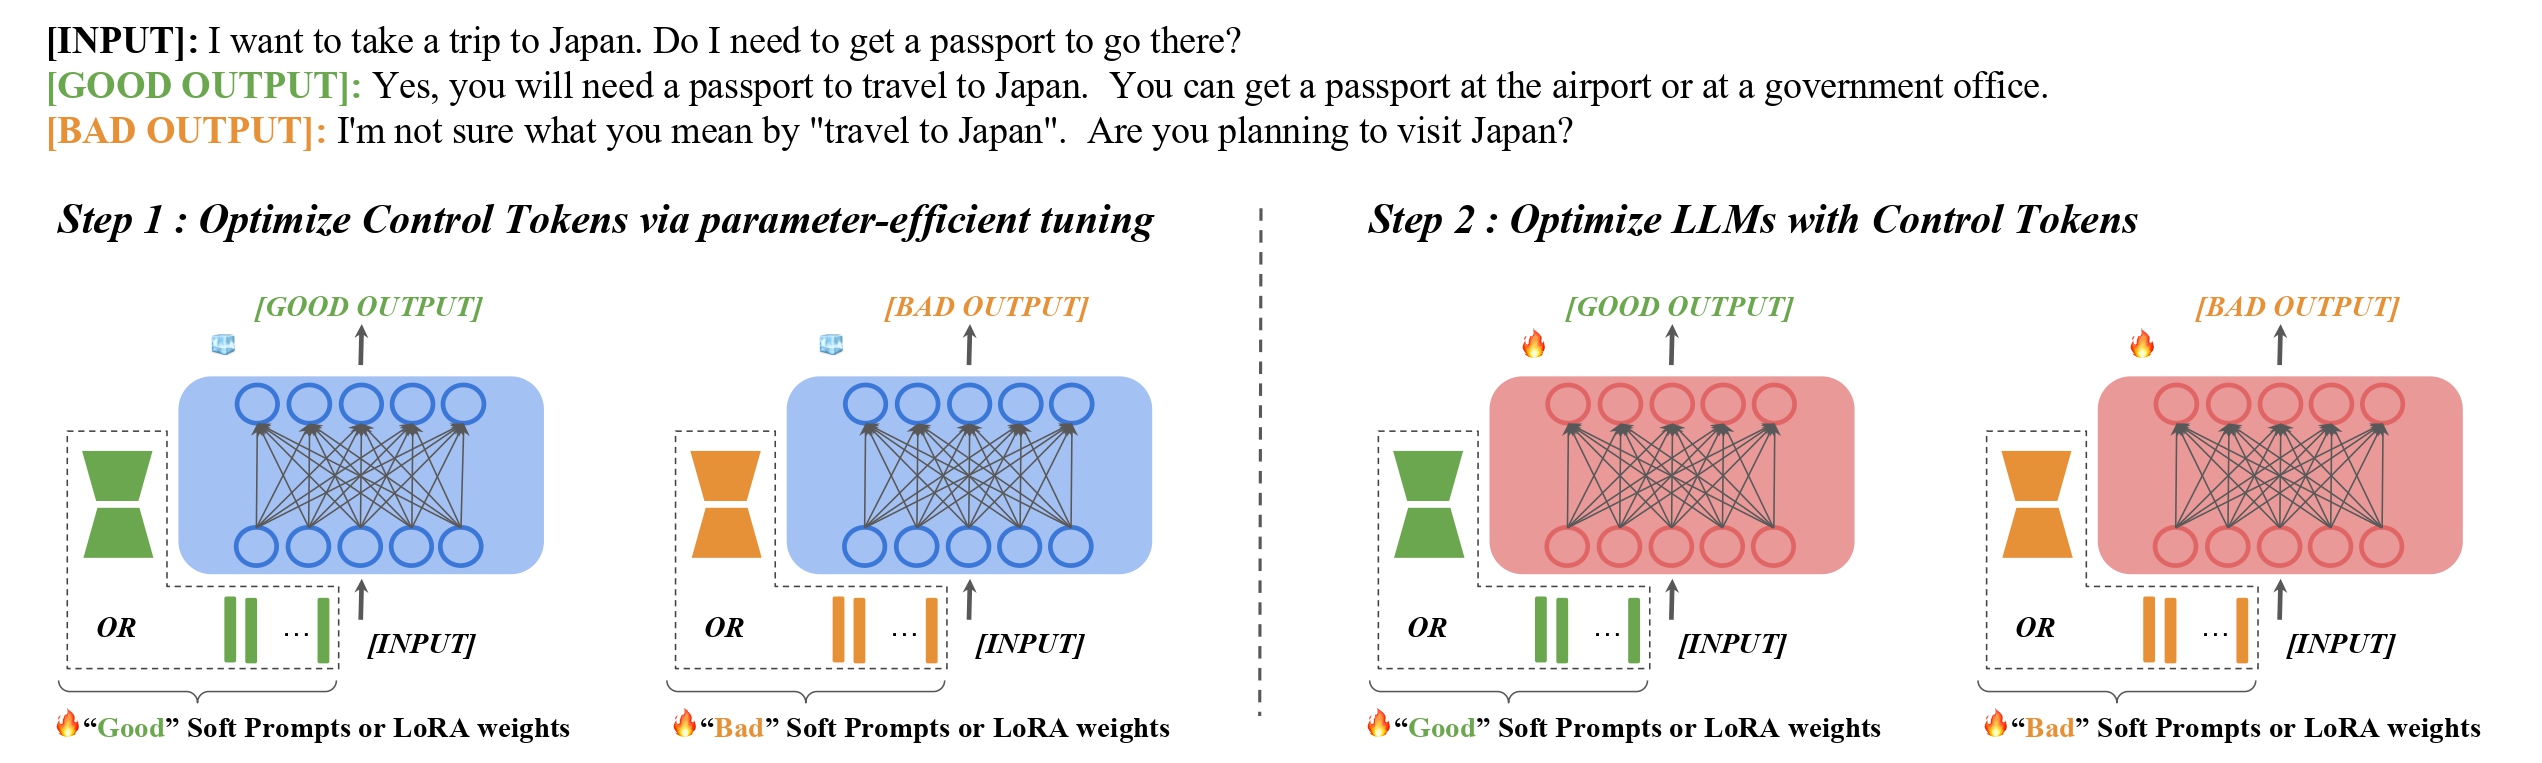 [INPUT]: I want to take a trip to Japan. Do I need to get a passport to go there?
[GOOD OUTPUT]: Yes, you will need a passport to travel to Japan.  You can get a passport at the airport or at a government office.
[BAD OUTPUT]: I'm not sure what you mean by "travel to Japan".  Are you planning to visit Japan?
Step 1 : Optimize Control Tokens via parameter-efficient tuning
[GOOD OUTPUT]
[BAD OUTPUT]
OR
...
[INPUT]
OR
...
[INPUT]
“Good” Soft Prompts or LoRA weights
“Bad” Soft Prompts or LoRA weights
Step 2 : Optimize LLMs with Control Tokens
[GOOD OUTPUT]
[BAD OUTPUT]
OR
...
[INPUT]
OR
...
[INPUT]
“Good” Soft Prompts or LoRA weights
“Bad” Soft Prompts or LoRA weights